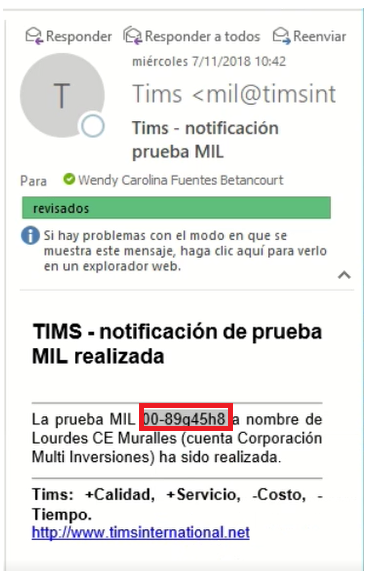 Responder Responder a todos Reenviar
miércoles 7/11/2018 10:42
T
Tims <mil@timsint
Tims - notificación
prueba MIL
Para Wendy Carolina Fuentes Betancourt
revisados
Si hay problemas con el modo en que se
muestra este mensaje, haga clic aquí para verlo
en un explorador web.
TIMS - notificación de prueba
MIL realizada
La prueba MIL 00-89q45h8 a nombre de
Lourdes CE Muralles (cuenta Corporación
Multi Inversiones) ha sido realizada.
Tims: +Calidad, +Servicio, -Costo, -
Tiempo.
http://www.timsinternational.net